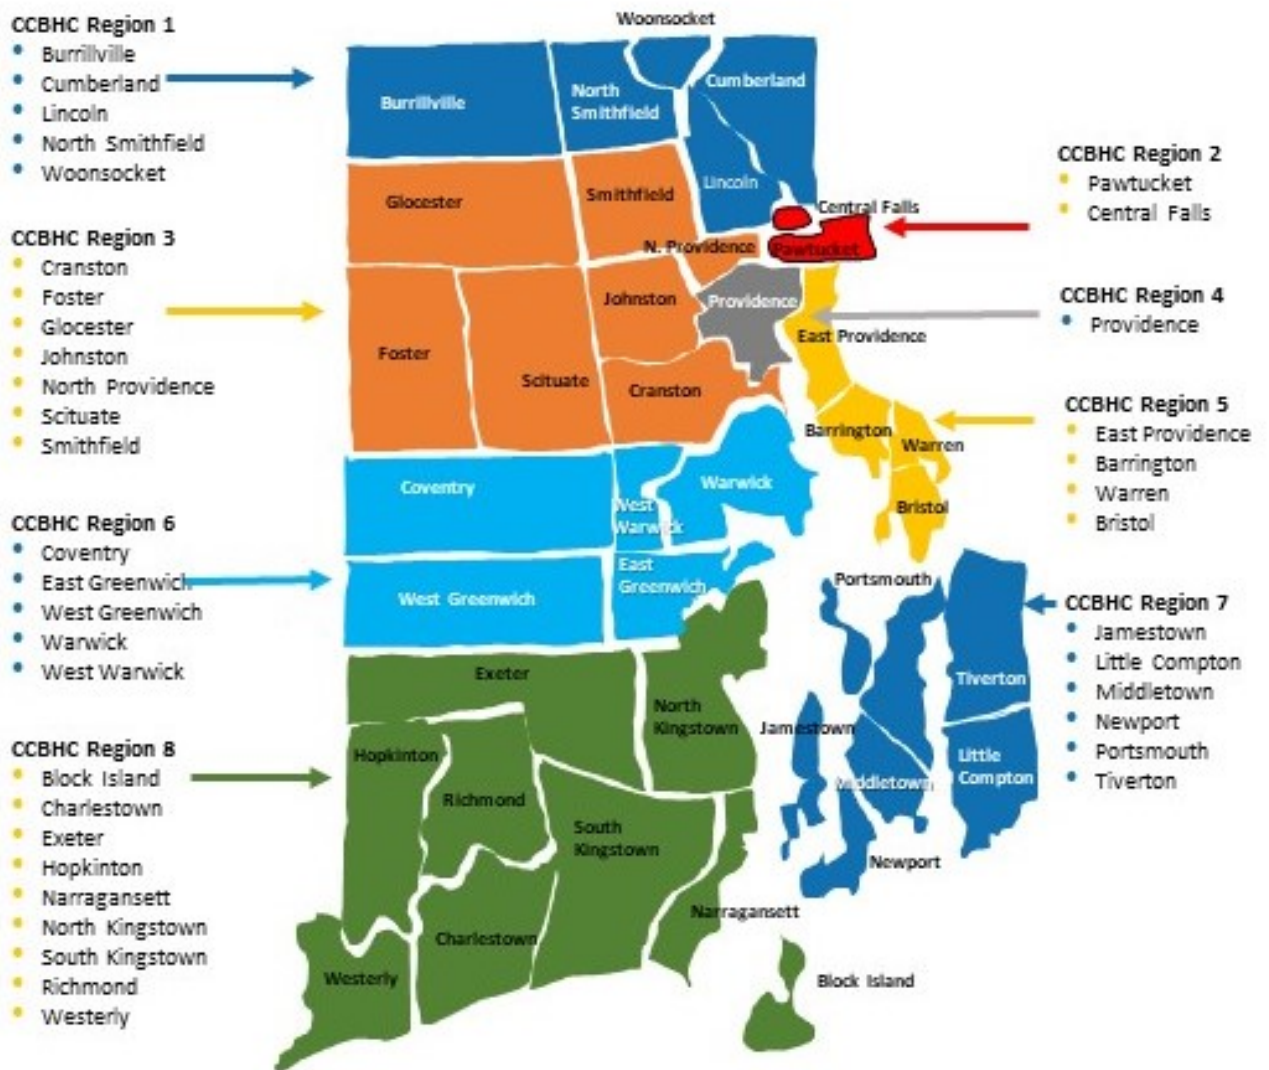 CCBHC Region 1
Burrillville
Cumberland
Lincoln
North Smithfield
Woonsocket
CCBHC Region 3
Cranston
Foster
Glocester
Johnston
North Providence
Scituate
Smithfield
CCBHC Region 6
Coventry
East Greenwich
West Greenwich
Warwick
West Warwick
CCBHC Region 8
Block Island
Charlestown
Exeter
Hopkinton
Narragansett
North Kingstown
South Kingstown
Richmond
Westerly
Woonsocket
Burrillville
North
Smithfield
Cumberland
Lincoln
Glocester
Smithfield
Central Falls
N. Providence
Pawtucket
Johnston
Providence
East Providence
Foster
Scituate
Cranston
Barrington
Warren
Bristol
Coventry
West
Warwick
Warwick
West Greenwich
East
Greenwich
Portsmouth
Exeter
North
Kingstown
Jamestown
Tiverton
Hopkinton
Richmond
Middletown
Little
Compton
South
Kingstown
Newport
Narragansett
Charlestown
Westerly
Block Island
CCBHC Region 2
Pawtucket
Central Falls
CCBHC Region 4
Providence
CCBHC Region 5
East Providence
Barrington
Warren
Bristol
CCBHC Region 7
Jamestown
Little Compton
Middletown
Newport
Portsmouth
Tiverton